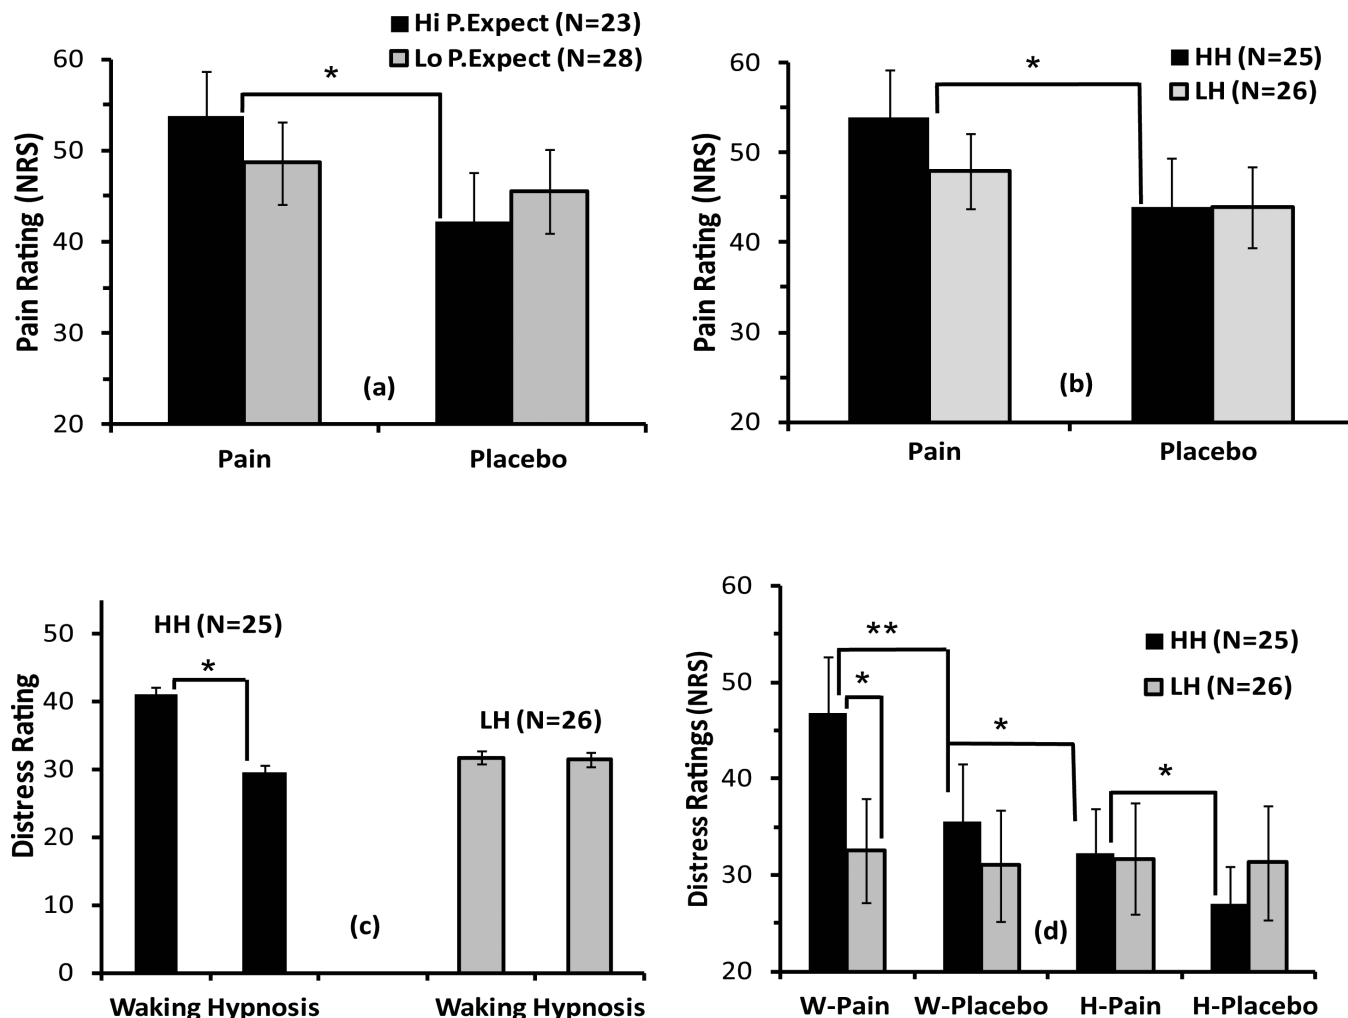 Hi P.Expect (N=23)
Lo P.Expect (N=28)
60
50
40
30
20
Pain Rating (NRS)
*
(a)
Pain
Placebo
HH (N=25)
LH (N=26)
60
50
40
30
20
Pain Rating (NRS)
*
(b)
Pain
Placebo
50
40
30
20
10
0
Distress Rating
HH (N=25)
*
LH (N=26)
(c)
Waking Hypnosis
Waking Hypnosis
60
50
40
30
20
Distress Ratings (NRS)
HH (N=25)
LH (N=26)
**
*
*
*
(d)
W-Pain
W-Placebo
H-Pain
H-Placebo